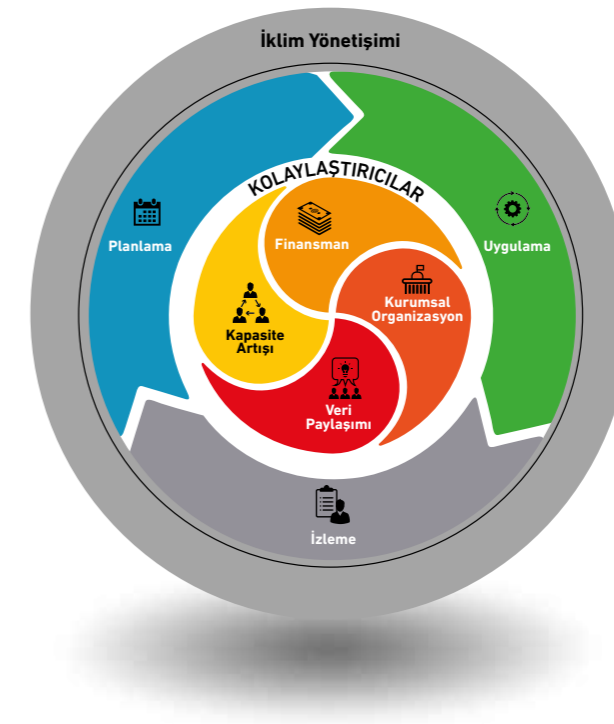 İklim Yönetişimi
KOLAYLAŞTIRICILAR
Planlama
Finansman
Uygulama
Kurumsal
Organizasyon
Kapasite
Artışı
Veri
Paylaşımı
İzleme